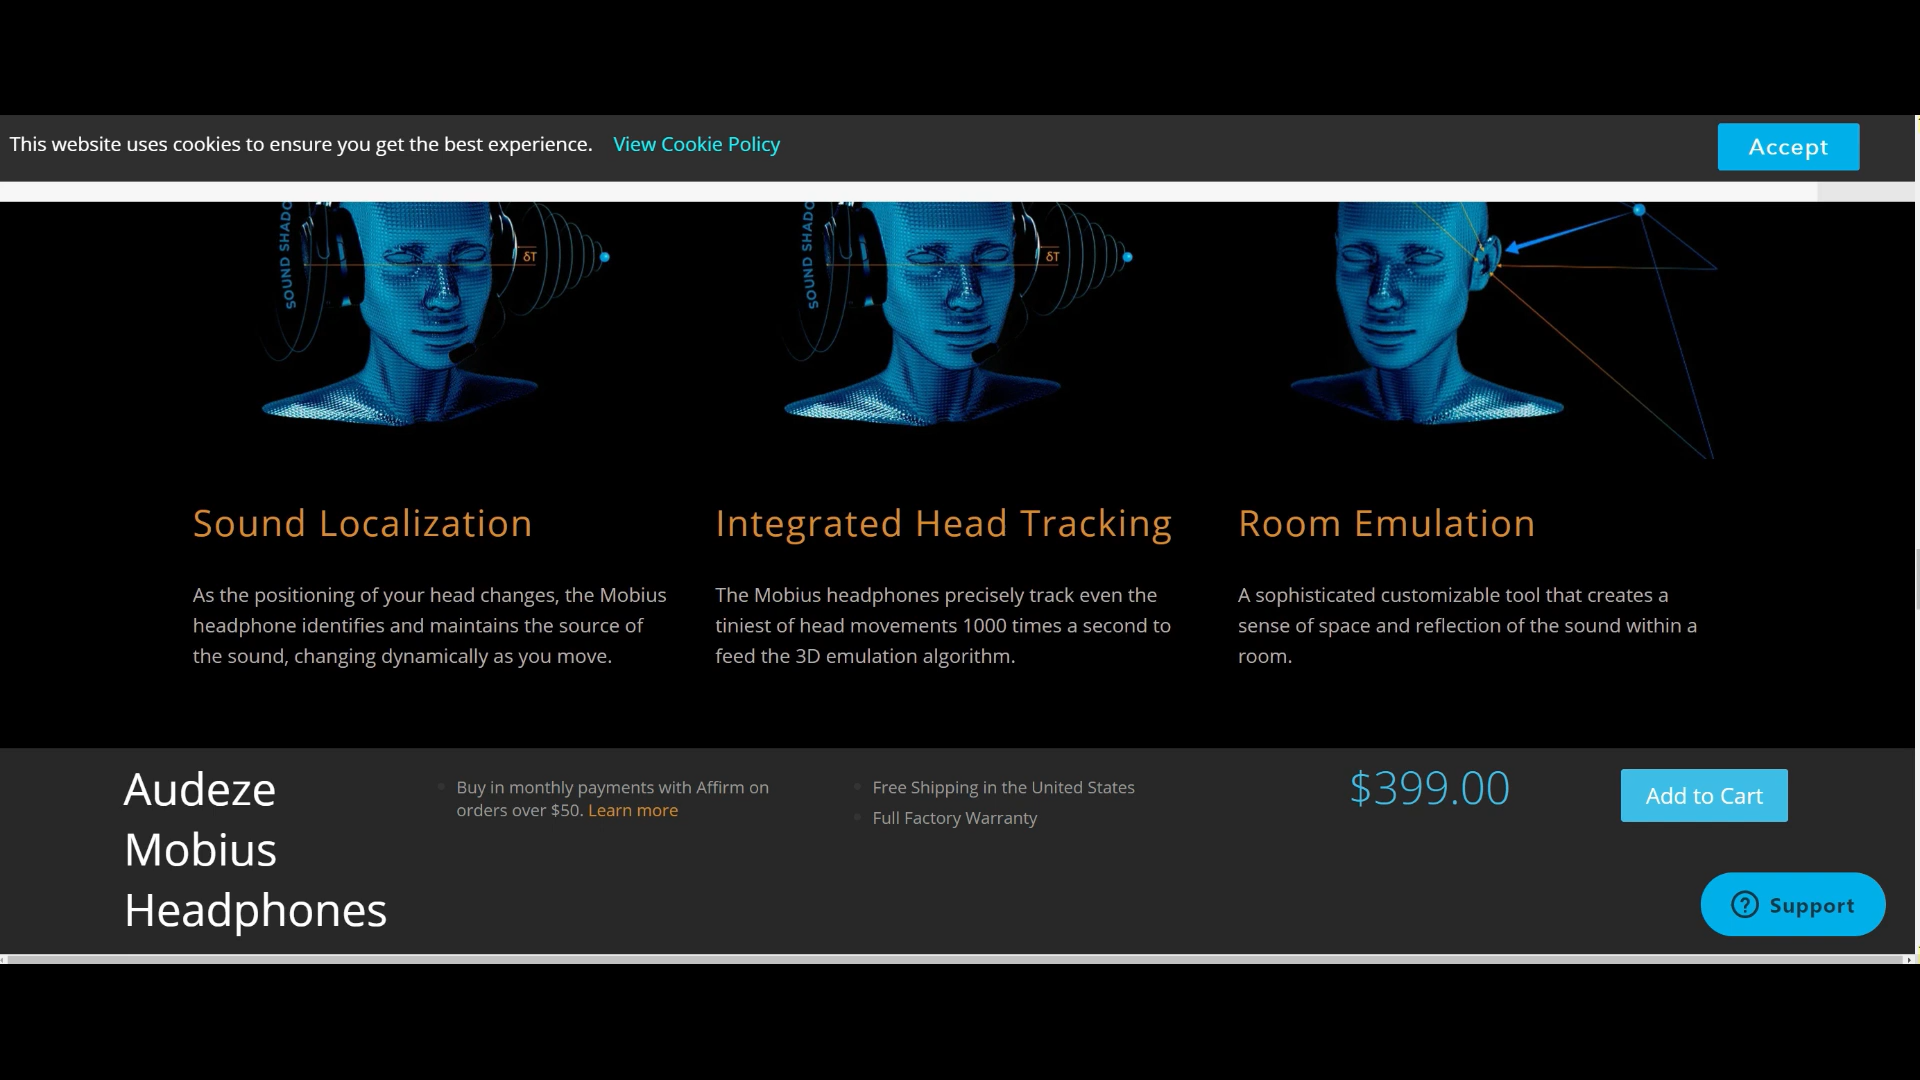 This website uses cookies to ensure you get the best experience. View Cookie Policy
Accept
SOUND SHADO
δT
SOUND SHADO
δT
Sound Localization
As the positioning of your head changes, the Mobius
headphone identifies and maintains the source of
the sound, changing dynamically as you move.
Integrated Head Tracking
The Mobius headphones precisely track even the
tiniest of head movements 1000 times a second to
feed the 3D emulation algorithm.
Room Emulation
A sophisticated customizable tool that creates a
sense of space and reflection of the sound within a
room.
Audeze
Mobius
Headphones
Buy in monthly payments with Affirm on
orders over $50. Learn more
Free Shipping in the United States
Full Factory Warranty
$399.00
Add to Cart
Support